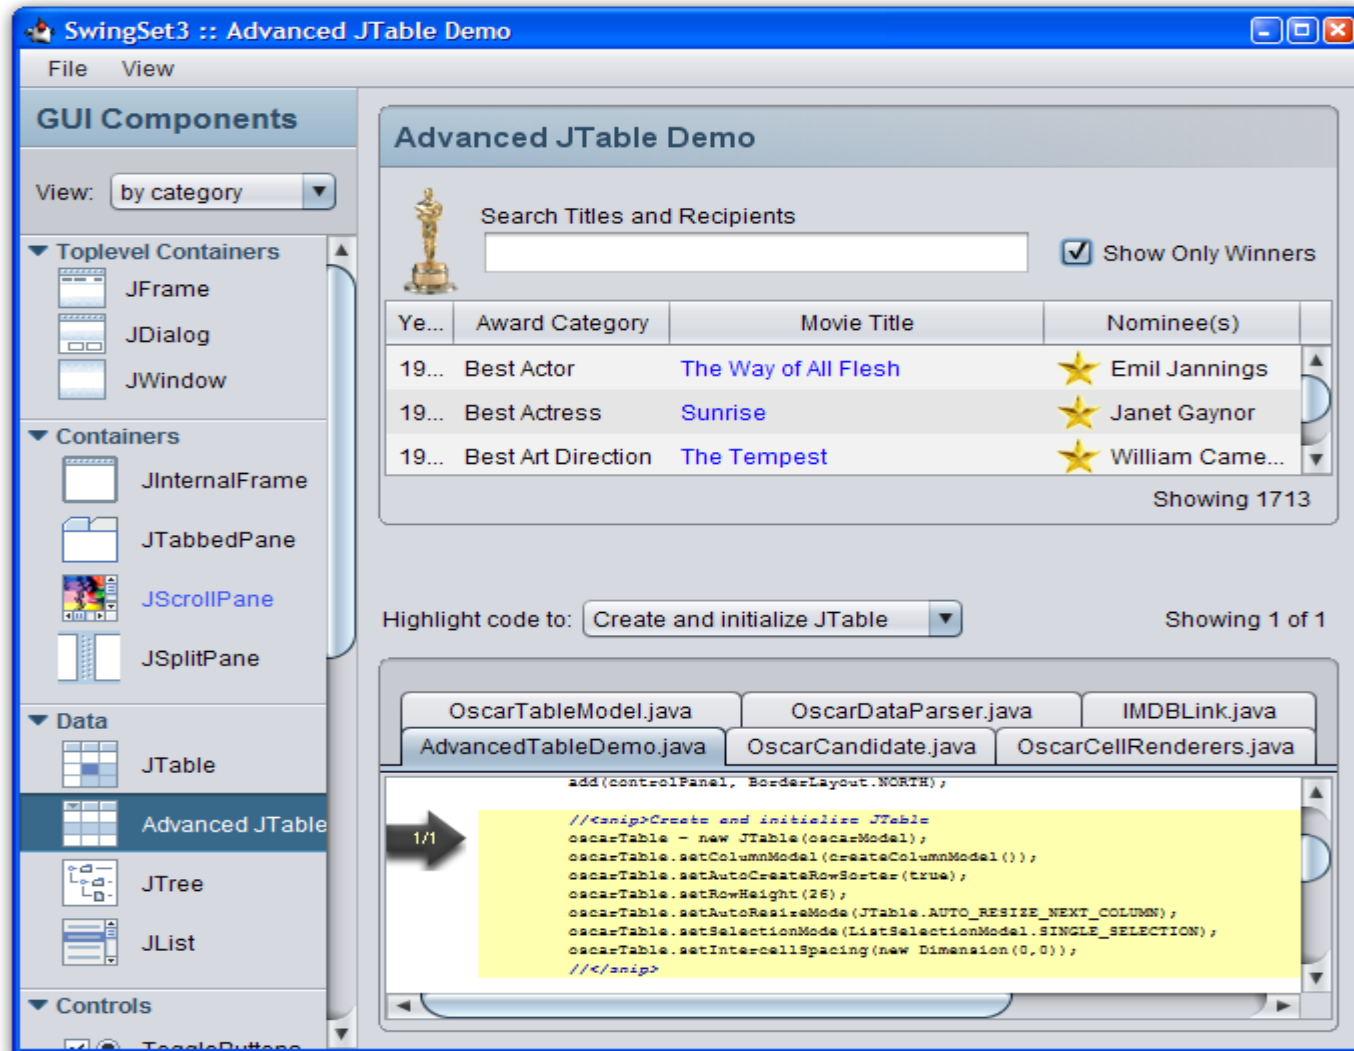 SwingSet3 :: Advanced JTable Demo
File View
GUI Components
View: by category
Toplevel Containers
JFrame
JDialog
JWindow
Containers
JInternalFrame
JTabbedPane
JScrollPane
JSplitPane
Data
JTable
Advanced JTable
JTree
JList
Controls
ToggleButtons
Advanced JTable Demo
Search Titles and Recipients
Show Only Winners
Ye... Award Category Movie Title Nominee(s)
19... Best Actor The Way of All Flesh Emil Jannings
19... Best Actress Sunrise Janet Gaynor
19... Best Art Direction The Tempest William Came...
Showing 1713
Highlight code to: Create and initialize JTable Showing 1 of 1
OscarTableModel.java OscarDataParser.java IMDBLink.java
AdvancedTableDemo.java OscarCandidate.java OscarCellRenderers.java
add(controlPanel, BorderLayout.NORTH);
//<snip>Create and initialize JTable
1/1 oscarTable = new JTable(oscarModel);
oscarTable.setColumnModel(createColumnModel());
oscarTable.setAutoCreateRowSorter(true);
oscarTable.setRowHeight(26);
oscarTable.setAutoResizeMode(JTable.AUTO_RESIZE_NEXT_COLUMN);
oscarTable.setSelectionMode(ListSelectionModel.SINGLE_SELECTION);
oscarTable.setIntercellSpacing(new Dimension(0,0));
//</snip>